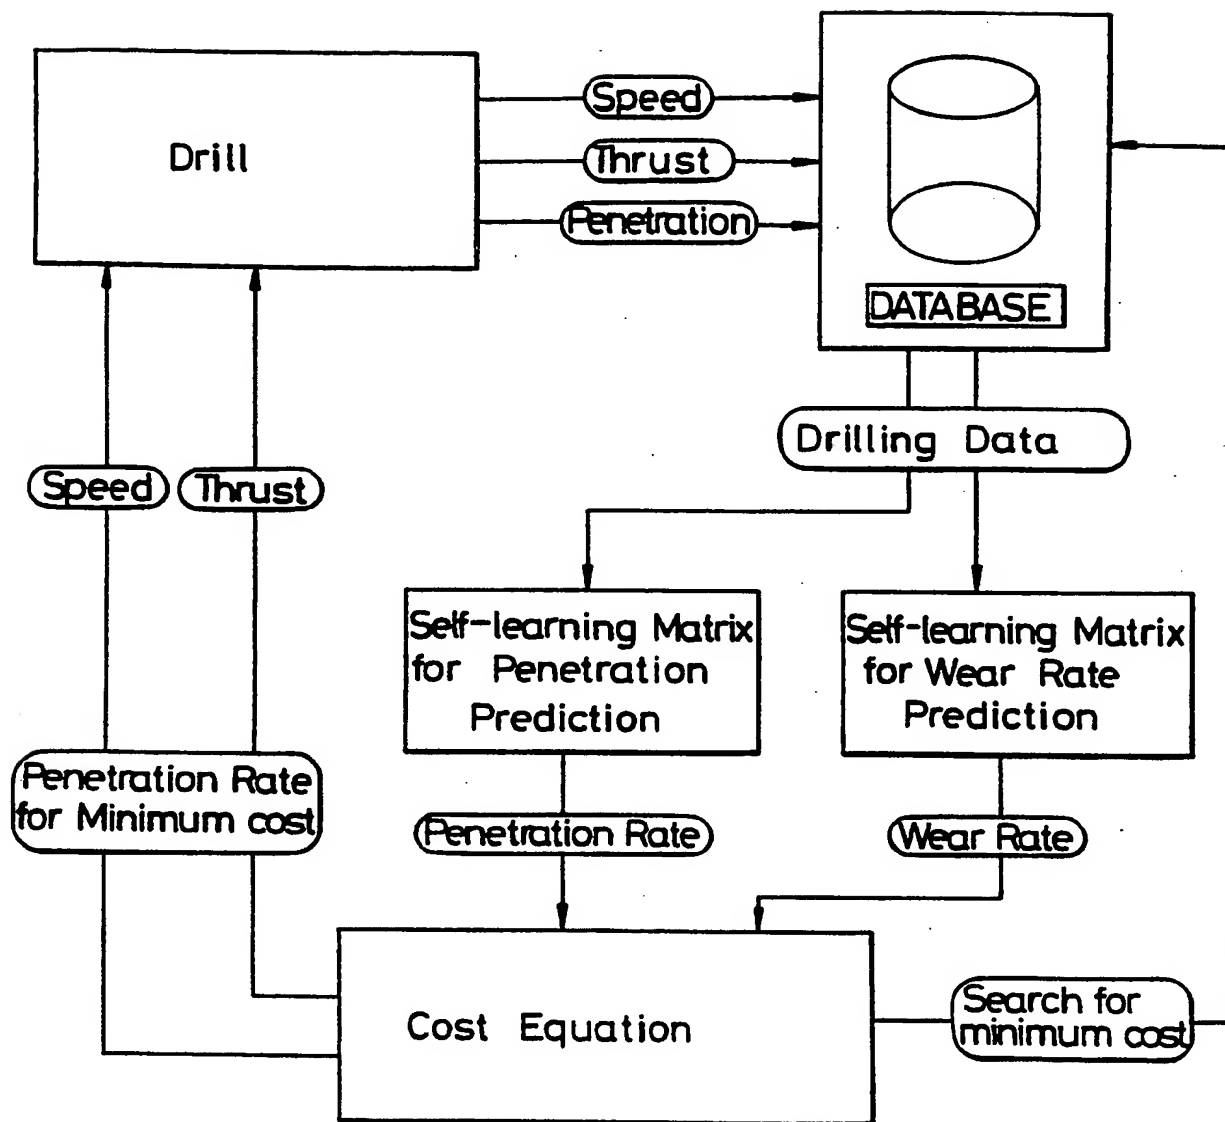 Drill
Speed
Thrust
Penetration
DATABASE
Drilling Data
Speed
Thrust
Self-learning Matrix
for Penetration
Prediction
Self-learning Matrix
for Wear Rate
Prediction
Penetration Rate
for Minimum cost
Penetration Rate
Wear Rate
Cost Equation
Search for
minimum cost